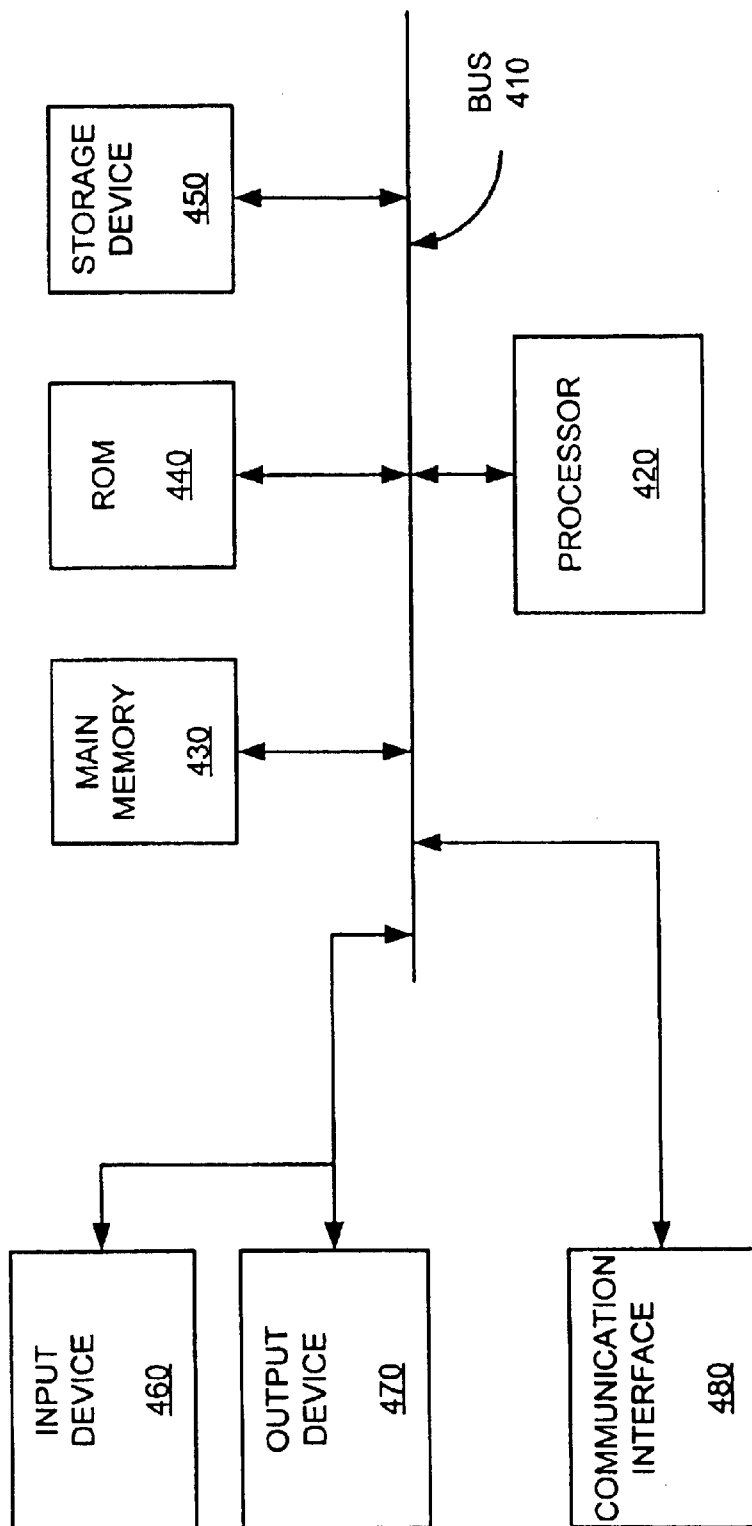 INPUT
DEVICE
460
OUTPUT
DEVICE
470
COMMUNICATION
INTERFACE
480
MAIN
MEMORY
430
ROM
440
STORAGE
DEVICE
450
PROCESSOR
420
BUS
410